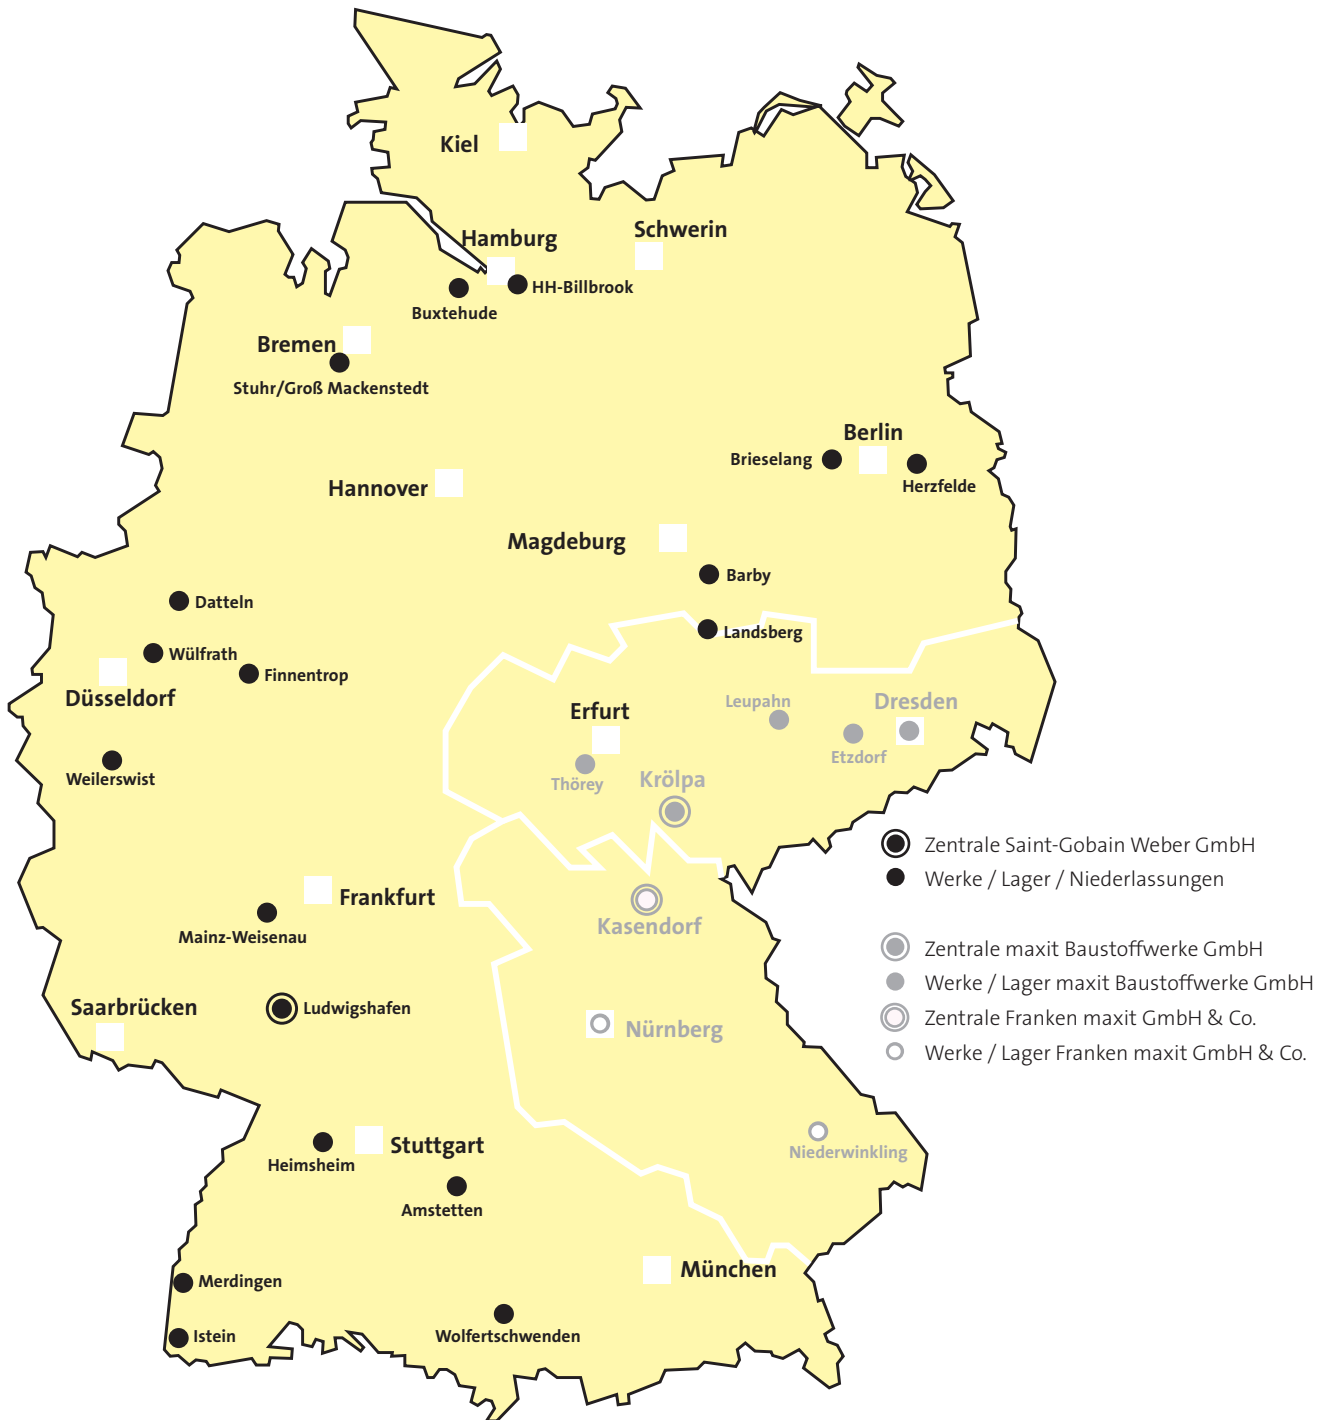 Kiel
Schwerin
Hamburg
HH-Billbrook
Buxtehude
Bremen
Stuhr/Groß Mackenstedt
Berlin
Brieselang
Herzfelde
Hannover
Magdeburg
Barby
Datteln
Landsberg
Wülfrath
Finnentrop
Düsseldorf
Leupahn
Dresden
Erfurt
Etzdorf
Weilerswist
Thörey
Krölpa
Zentrale Saint-Gobain Weber GmbH
Werke / Lager / Niederlassungen
Frankfurt
Kasendorf
Mainz-Weisenau
Zentrale maxit Baustoffwerke GmbH
Werke / Lager maxit Baustoffwerke GmbH
Saarbrücken
Ludwigshafen
Zentrale Franken maxit GmbH & Co.
Nürnberg
Werke / Lager Franken maxit GmbH & Co.
Stuttgart
Niederwinkling
Heimsheim
Amstetten
München
Merdingen
Istein
Wolfertschwenden